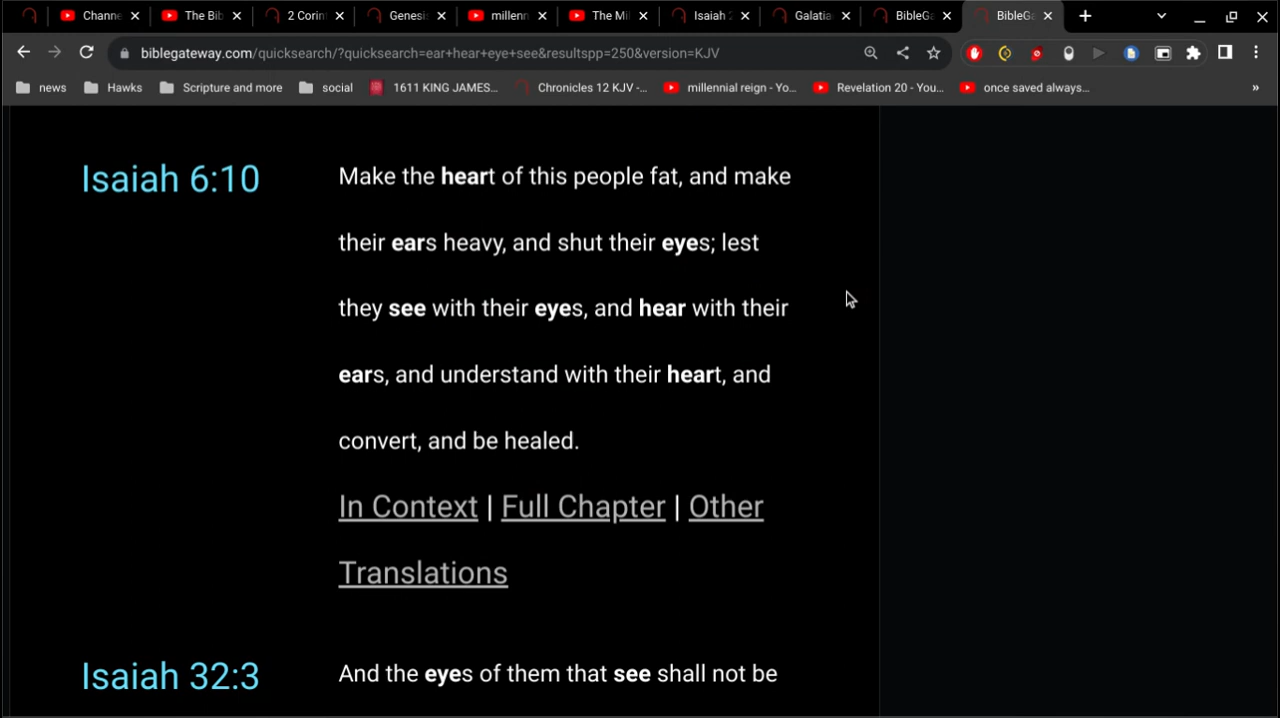 Channe
The Bib
2 Corin
Genesis
millenn
The Mil
Isaiah 2
Galatia
BibleGa
BibleGa
biblegateway.com/quicksearch/?quicksearch=ear+hear+eye+see&resultspp=250&version=KJV
news
Hawks
Scripture and more
social
1611 KING JAMES...
Chronicles 12 KJV -...
millennial reign - Yo...
Revelation 20 - You...
once saved always...
»
Isaiah 6:10
Make the heart of this people fat, and make
their ears heavy, and shut their eyes; lest
they see with their eyes, and hear with their
ears, and understand with their heart, and
convert, and be healed.
In Context | Full Chapter | Other
Translations
Isaiah 32:3
And the eyes of them that see shall not be